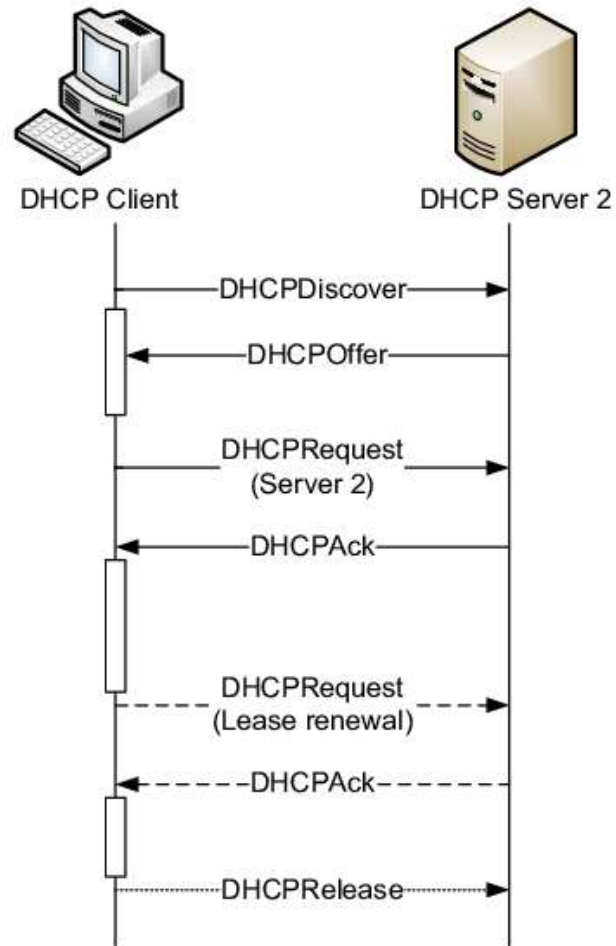 DHCP Client
DHCP Server 2
DHCPDiscover
DHCPOffer
DHCPRequest
(Server 2)
DHCPAck
DHCPRequest
(Lease renewal)
DHCPAck
DHCPRelease